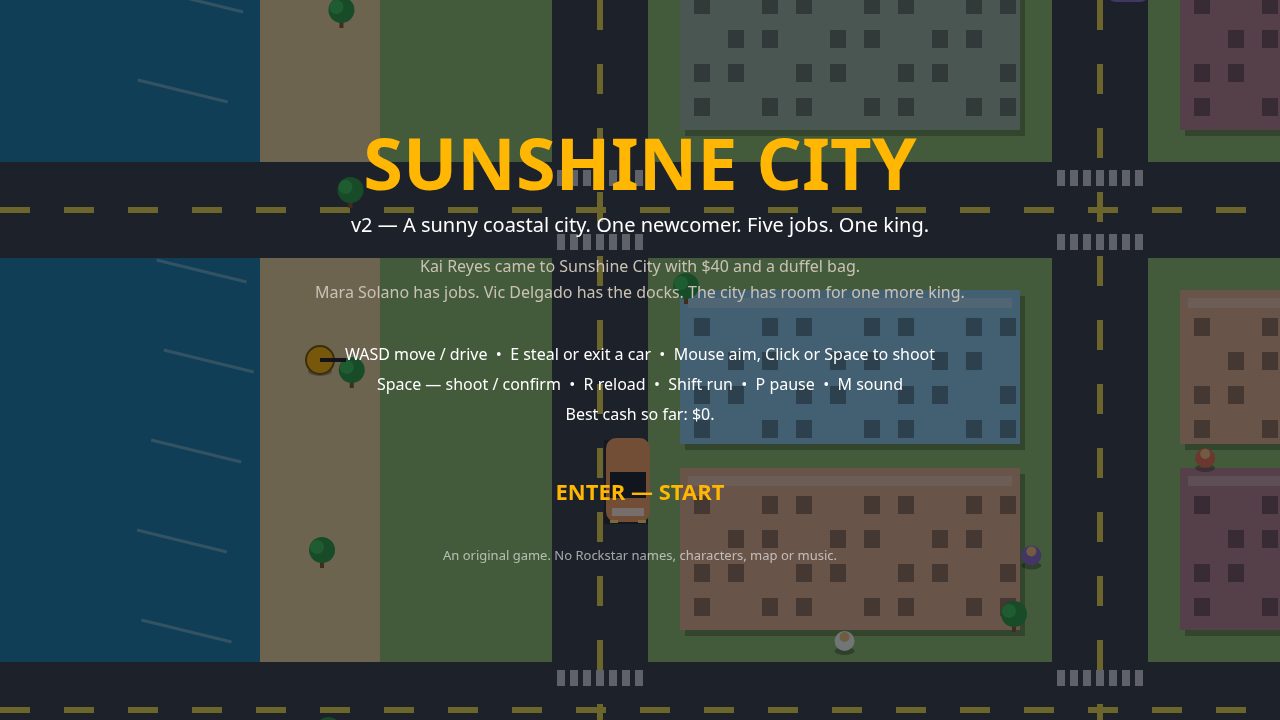 SUNSHINE CITY
v2 — A sunny coastal city. One newcomer. Five jobs. One king.
Kai Reyes came to Sunshine City with $40 and a duffel bag.
Mara Solano has jobs. Vic Delgado has the docks. The city has room for one more king.
WASD move / drive • E steal or exit a car • Mouse aim, Click or Space to shoot
Space — shoot / confirm • R reload • Shift run • P pause • M sound
Best cash so far: $0.
ENTER — START
An original game. No Rockstar names, characters, map or music.